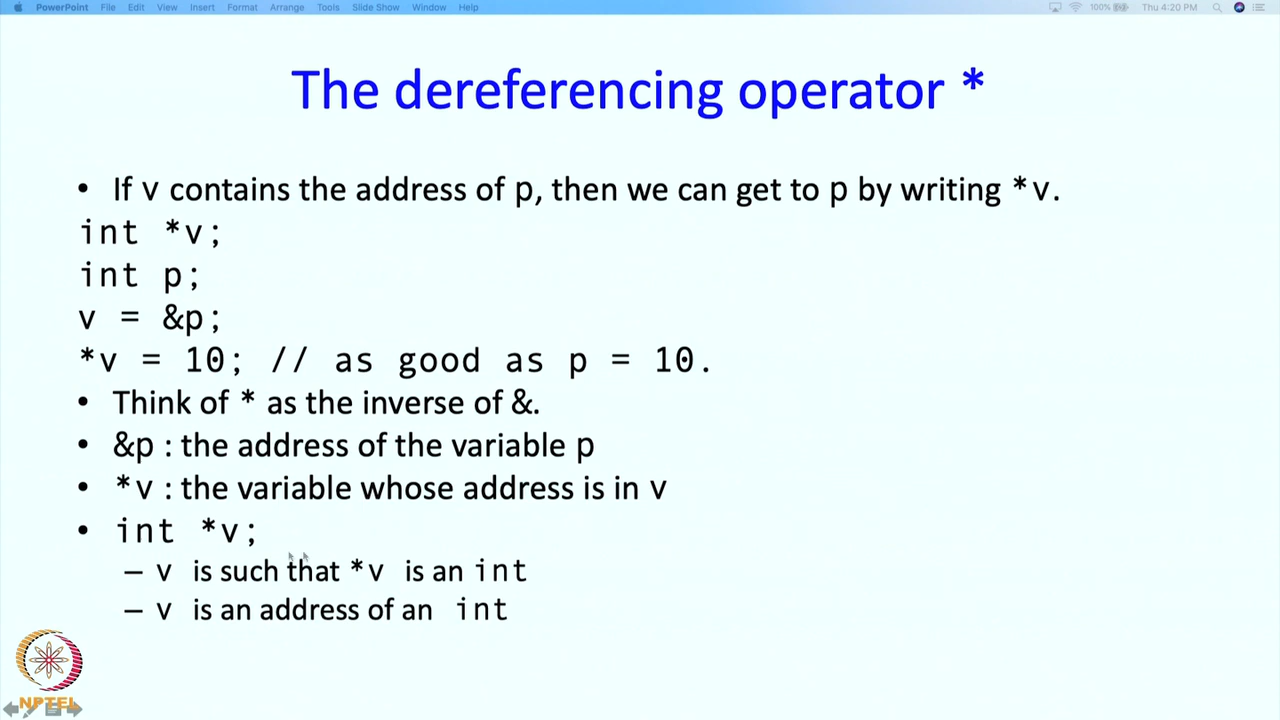 PowerPoint File Edit View Insert Format Arrange Tools Slide Show Window Help 100% Thu 4:20 PM
The dereferencing operator *
• If v contains the address of p, then we can get to p by writing *v.
int *v;
int p;
v = &p;
*v = 10; // as good as p = 10.
• Think of * as the inverse of &.
• &p : the address of the variable p
• *v : the variable whose address is in v
• int *v;
– v is such that *v is an int
– v is an address of an int
NPTEL